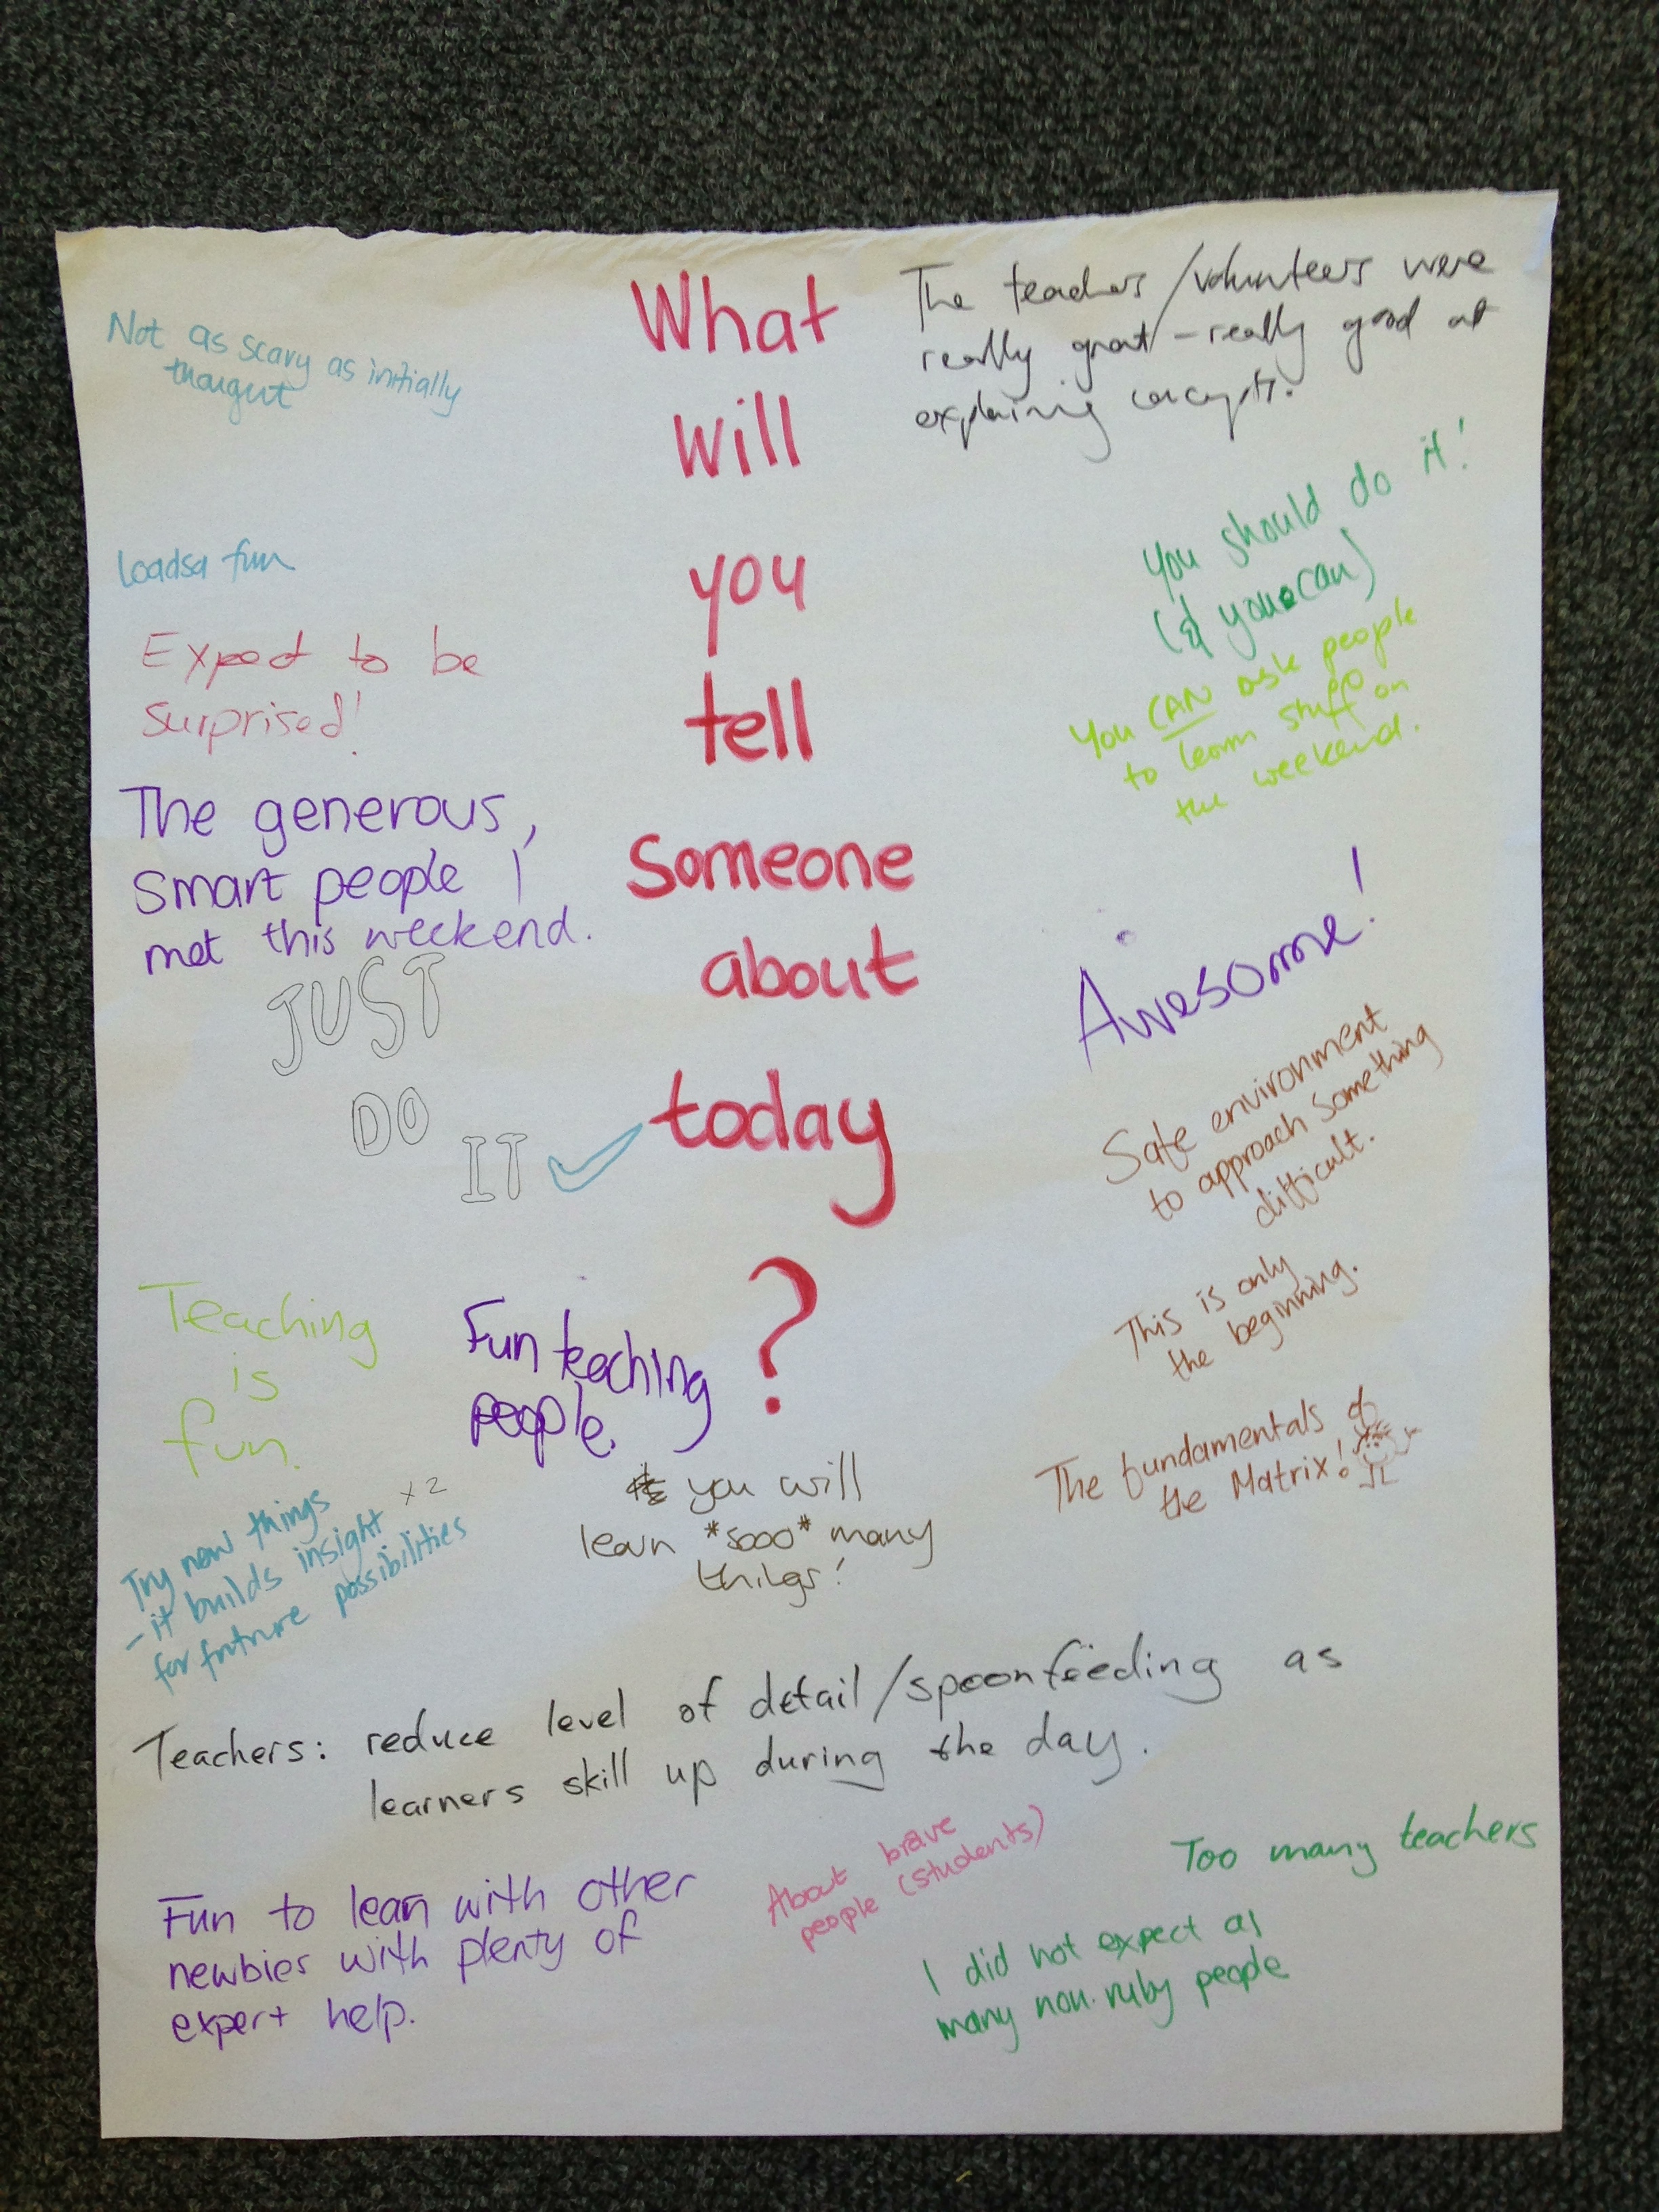 What
will
you
tell
Someone
about
today
?
The teachers/volunteers were
really great - really good at
explaining concepts.
Not as scary as initially
thought
You should do it!
(& you can)
Loadsa fun
You CAN ask people
to learn stuff on
the weekend.
Expect to be
surprised!
The generous,
smart people I
met this weekend.
Awesome!
JUST
DO
IT
Safe environment
to approach something
difficult.
This is only
the beginning.
Teaching
is
fun.
Fun teaching
people.
The fundamentals of
the Matrix!
you will
learn *sooo* many
things!
Try new things x2
- it builds insight
for future possibilities
Teachers: reduce level of detail/spoonfeeding as
learners skill up during the day.
About brave
people (students)
Too many teachers
Fun to lean with other
newbies with plenty of
expert help.
I did not expect as
many non-ruby people